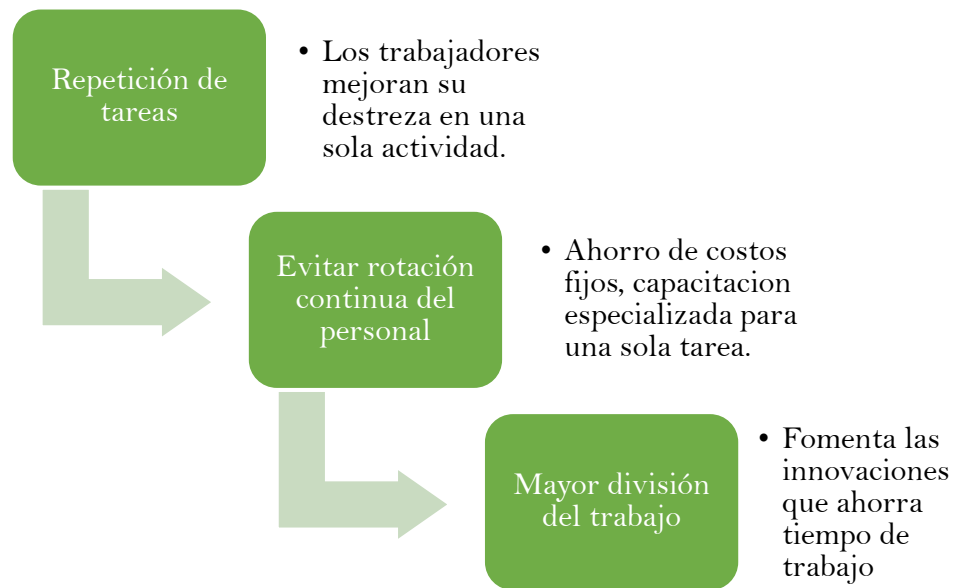 Repetición de
tareas
• Los trabajadores
mejoran su
destreza en una
sola actividad.
Evitar rotación
continua del
personal
• Ahorro de costos
fijos, capacitacion
especializada para
una sola tarea.
Mayor división
del trabajo
• Fomenta las
innovaciones
que ahorra
tiempo de
trabajo